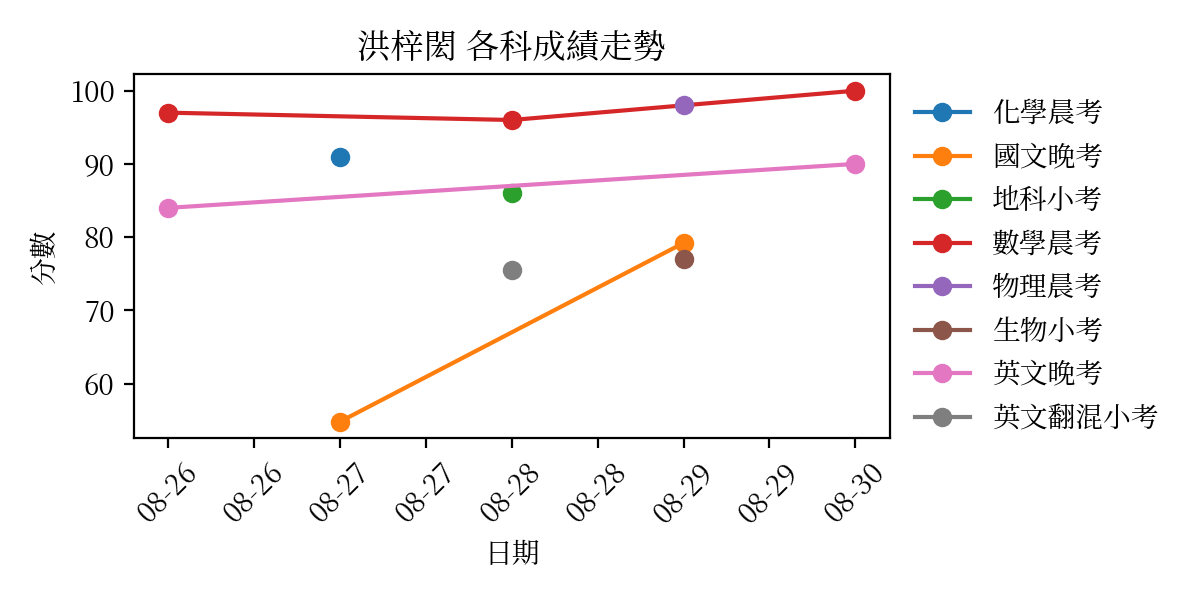 洪梓閎 各科成績走勢
分數
100
90
80
70
60
08-26
08-26
08-27
08-27
08-28
08-28
08-29
08-29
08-30
日期
化學晨考
國文晚考
地科小考
數學晨考
物理晨考
生物小考
英文晚考
英文翻混小考